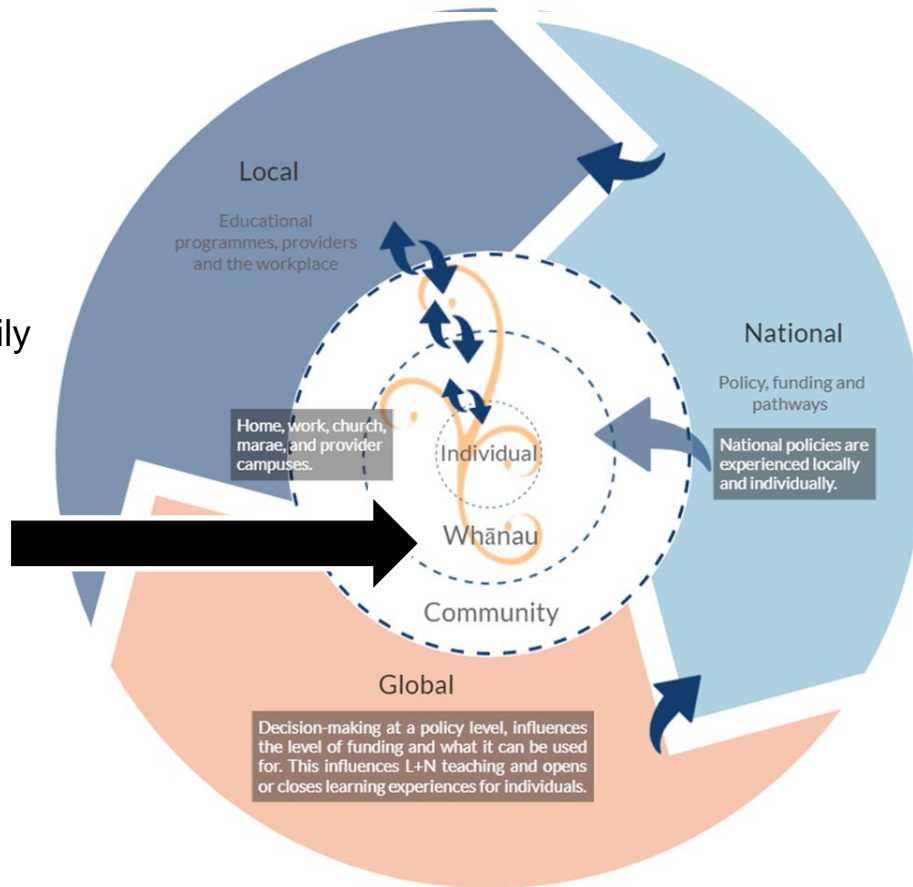 Local
Educational
programmes, providers
and the workplace
National
Policy, funding and
pathways
National policies are
experienced locally
and individually.
Home, work, church,
marae, and provider
campuses.
Individual
Whānau
Community
Global
Decision-making at a policy level, influences
the level of funding and what it can be used
for. This influences L+N teaching and opens
or closes learning experiences for individuals.